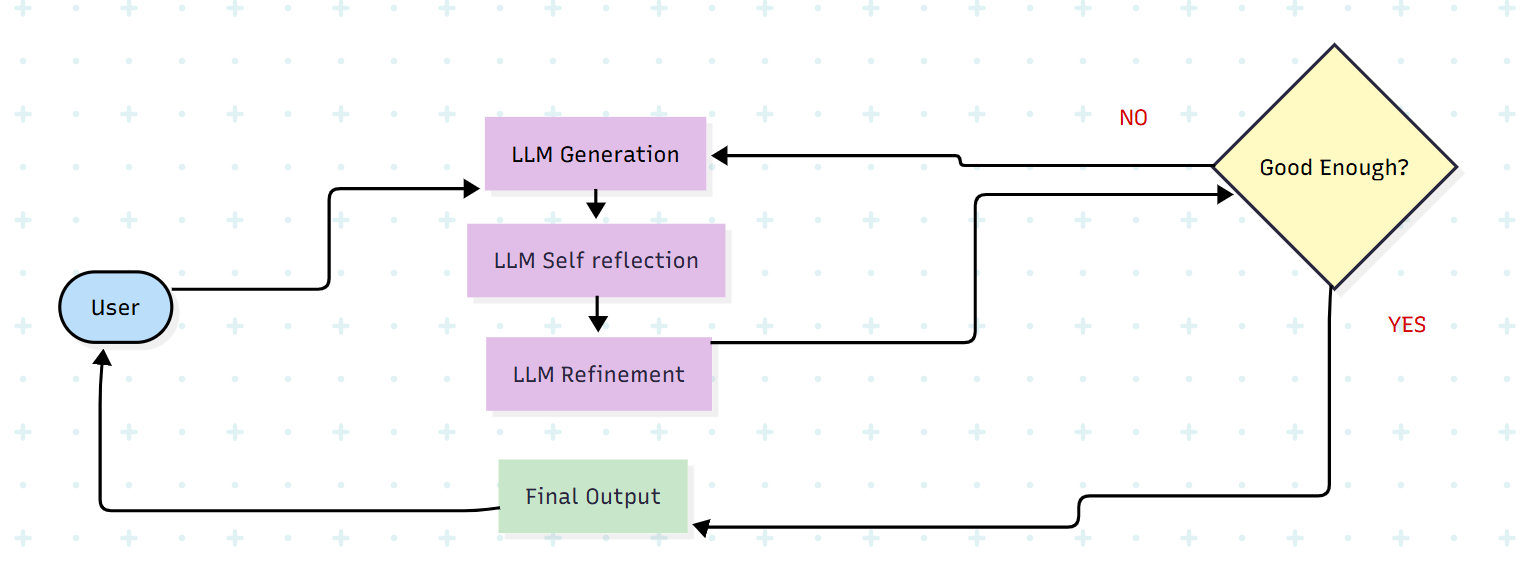 NO
LLM Generation
Good Enough?
LLM Self reflection
User
YES
LLM Refinement
Final Output